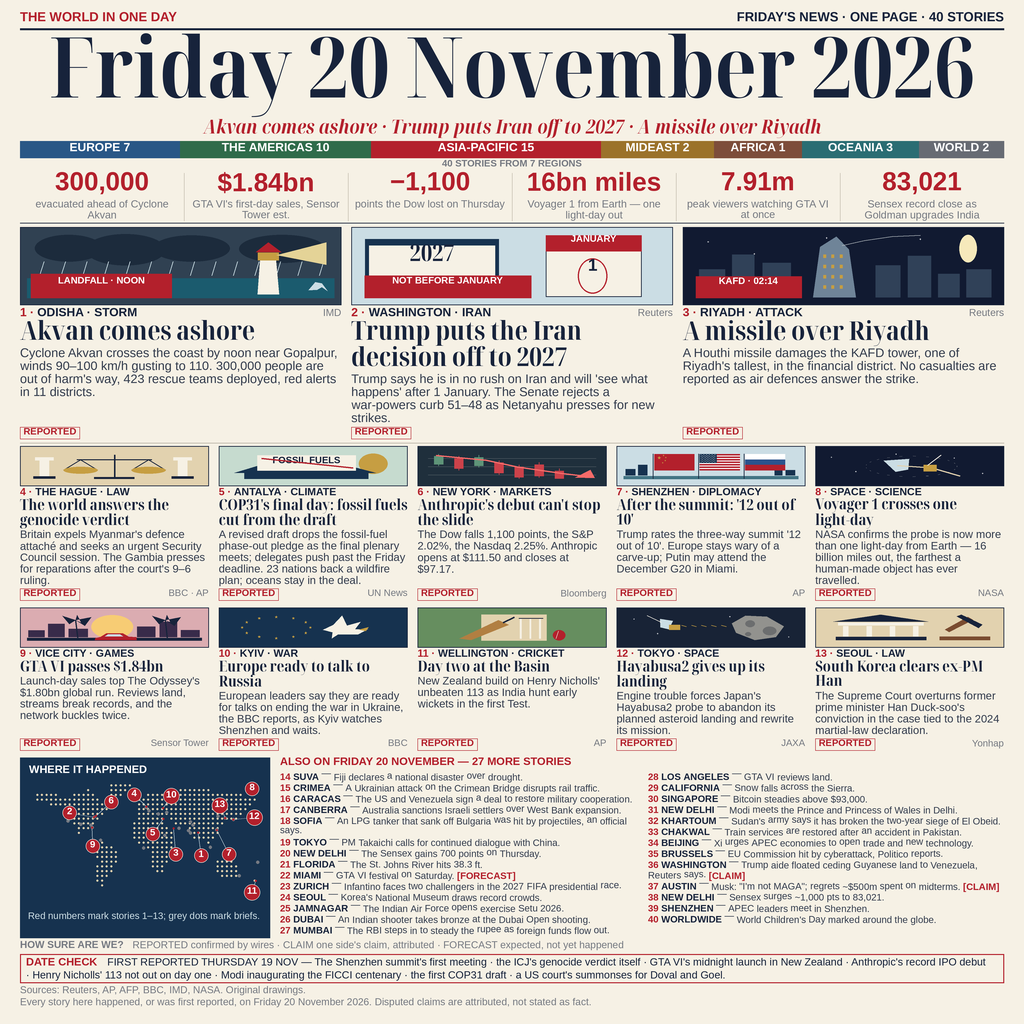 THE WORLD IN ONE DAY
FRIDAY'S NEWS · ONE PAGE · 40 STORIES
Friday 20 November 2026
Akvan comes ashore · Trump puts Iran off to 2027 · A missile over Riyadh
EUROPE 7
THE AMERICAS 10
ASIA-PACIFIC 15
MIDEAST 2
AFRICA 1
OCEANIA 3
WORLD 2
40 STORIES FROM 7 REGIONS
300,000
evacuated ahead of Cyclone
Akvan
$1.84bn
GTA VI's first-day sales, Sensor
Tower est.
−1,100
points the Dow lost on Thursday
16bn miles
Voyager 1 from Earth — one
light-day out
7.91m
peak viewers watching GTA VI
at once
83,021
Sensex record close as
Goldman upgrades India
LANDFALL · NOON
1 · ODISHA · STORM
IMD
Akvan comes ashore
Cyclone Akvan crosses the coast by noon near Gopalpur,
winds 90–100 km/h gusting to 110. 300,000 people are
out of harm's way, 423 rescue teams deployed, red alerts
in 11 districts.
REPORTED
2027
NOT BEFORE JANUARY
JANUARY
1
2 · WASHINGTON · IRAN
Reuters
Trump puts the Iran
decision off to 2027
Trump says he is in no rush on Iran and will 'see what
happens' after 1 January. The Senate rejects a
war-powers curb 51–48 as Netanyahu presses for new
strikes.
REPORTED
KAFD · 02:14
3 · RIYADH · ATTACK
Reuters
A missile over Riyadh
A Houthi missile damages the KAFD tower, one of
Riyadh's tallest, in the financial district. No casualties are
reported as air defences answer the strike.
REPORTED
4 · THE HAGUE · LAW
The world answers the
genocide verdict
Britain expels Myanmar's defence
attaché and seeks an urgent Security
Council session. The Gambia presses
for reparations after the court's 9–6
ruling.
REPORTED
BBC · AP
FOSSIL FUELS
5 · ANTALYA · CLIMATE
COP31's final day: fossil fuels
cut from the draft
A revised draft drops the fossil-fuel
phase-out pledge as the final plenary
meets; delegates push past the Friday
deadline. 23 nations back a wildfire
plan; oceans stay in the deal.
REPORTED
UN News
6 · NEW YORK · MARKETS
Anthropic's debut can't stop
the slide
The Dow falls 1,100 points, the S&P
2.02%, the Nasdaq 2.25%. Anthropic
opens at $111.50 and closes at
$97.17.
REPORTED
Bloomberg
7 · SHENZHEN · DIPLOMACY
After the summit: '12 out of
10'
Trump rates the three-way summit '12
out of 10'. Europe stays wary of a
carve-up; Putin may attend the
December G20 in Miami.
REPORTED
AP
8 · SPACE · SCIENCE
Voyager 1 crosses one
light-day
NASA confirms the probe is now more
than one light-day from Earth — 16
billion miles out, the farthest a
human-made object has ever
travelled.
REPORTED
NASA
9 · VICE CITY · GAMES
GTA VI passes $1.84bn
Launch-day sales top The Odyssey's
$1.80bn global run. Reviews land,
streams break records, and the
network buckles twice.
REPORTED
Sensor Tower
10 · KYIV · WAR
Europe ready to talk to
Russia
European leaders say they are ready
for talks on ending the war in Ukraine,
the BBC reports, as Kyiv watches
Shenzhen and waits.
REPORTED
BBC
11 · WELLINGTON · CRICKET
Day two at the Basin
New Zealand build on Henry Nicholls'
unbeaten 113 as India hunt early
wickets in the first Test.
REPORTED
AP
12 · TOKYO · SPACE
Hayabusa2 gives up its
landing
Engine trouble forces Japan's
Hayabusa2 probe to abandon its
planned asteroid landing and rewrite
its mission.
REPORTED
JAXA
13 · SEOUL · LAW
South Korea clears ex-PM
Han
The Supreme Court overturns former
prime minister Han Duck-soo's
conviction in the case tied to the 2024
martial-law declaration.
REPORTED
Yonhap
WHERE IT HAPPENED
2
6
4
10
8
13
12
9
5
3
1
7
11
Red numbers mark stories 1–13; grey dots mark briefs.
ALSO ON FRIDAY 20 NOVEMBER — 27 MORE STORIES
14 SUVA — Fiji declares a national disaster over drought.
15 CRIMEA — A Ukrainian attack on the Crimean Bridge disrupts rail traffic.
16 CARACAS — The US and Venezuela sign a deal to restore military cooperation.
17 CANBERRA — Australia sanctions Israeli settlers over West Bank expansion.
18 SOFIA — An LPG tanker that sank off Bulgaria was hit by projectiles, an official
says.
19 TOKYO — PM Takaichi calls for continued dialogue with China.
20 NEW DELHI — The Sensex gains 700 points on Thursday.
21 FLORIDA — The St. Johns River hits 38.3 ft.
22 MIAMI — GTA VI festival on Saturday. [FORECAST]
23 ZURICH — Infantino faces two challengers in the 2027 FIFA presidential race.
24 SEOUL — Korea's National Museum draws record crowds.
25 JAMNAGAR — The Indian Air Force opens exercise Setu 2026.
26 DUBAI — An Indian shooter takes bronze at the Dubai Open shooting.
27 MUMBAI — The RBI steps in to steady the rupee as foreign funds flow out.
28 LOS ANGELES — GTA VI reviews land.
29 CALIFORNIA — Snow falls across the Sierra.
30 SINGAPORE — Bitcoin steadies above $93,000.
31 NEW DELHI — Modi meets the Prince and Princess of Wales in Delhi.
32 KHARTOUM — Sudan's army says it has broken the two-year siege of El Obeid.
33 CHAKWAL — Train services are restored after an accident in Pakistan.
34 BEIJING — Xi urges APEC economies to open trade and new technology.
35 BRUSSELS — EU Commission hit by cyberattack, Politico reports.
36 WASHINGTON — Trump aide floated ceding Guyanese land to Venezuela,
Reuters says. [CLAIM]
37 AUSTIN — Musk: "I'm not MAGA"; regrets ~$500m spent on midterms. [CLAIM]
38 NEW DELHI — Sensex surges ~1,000 pts to 83,021.
39 SHENZHEN — APEC leaders meet in Shenzhen.
40 WORLDWIDE — World Children's Day marked around the globe.
HOW SURE ARE WE? REPORTED confirmed by wires · CLAIM one side's claim, attributed · FORECAST expected, not yet happened
DATE CHECK FIRST REPORTED THURSDAY 19 NOV — The Shenzhen summit's first meeting · the ICJ's genocide verdict itself · GTA VI's midnight launch in New Zealand · Anthropic's record IPO debut
· Henry Nicholls' 113 not out on day one · Modi inaugurating the FICCI centenary · the first COP31 draft · a US court's summonses for Doval and Goel.
Sources: Reuters, AP, AFP, BBC, IMD, NASA. Original drawings.
Every story here happened, or was first reported, on Friday 20 November 2026. Disputed claims are attributed, not stated as fact.